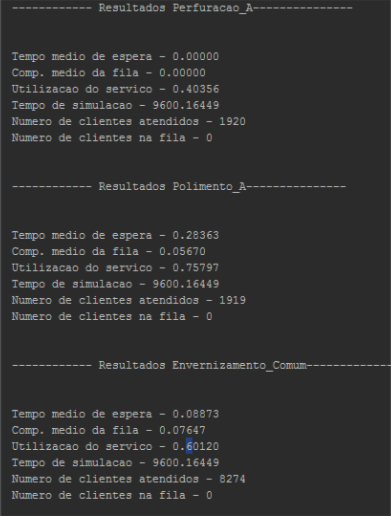 ------------ Resultados Perfuracao_A---------------
Tempo medio de espera - 0.00000
Comp. medio da fila - 0.00000
Utilizacao do servico - 0.40356
Tempo de simulacao - 9600.16449
Numero de clientes atendidos - 1920
Numero de clientes na fila - 0
------------ Resultados Polimento_A---------------
Tempo medio de espera - 0.28363
Comp. medio da fila - 0.05670
Utilizacao do servico - 0.75797
Tempo de simulacao - 9600.16449
Numero de clientes atendidos - 1919
Numero de clientes na fila - 0
------------ Resultados Envernizamento_Comum-------------
Tempo medio de espera - 0.08873
Comp. medio da fila - 0.07647
Utilizacao do servico - 0.60120
Tempo de simulacao - 9600.16449
Numero de clientes atendidos - 8274
Numero de clientes na fila - 0